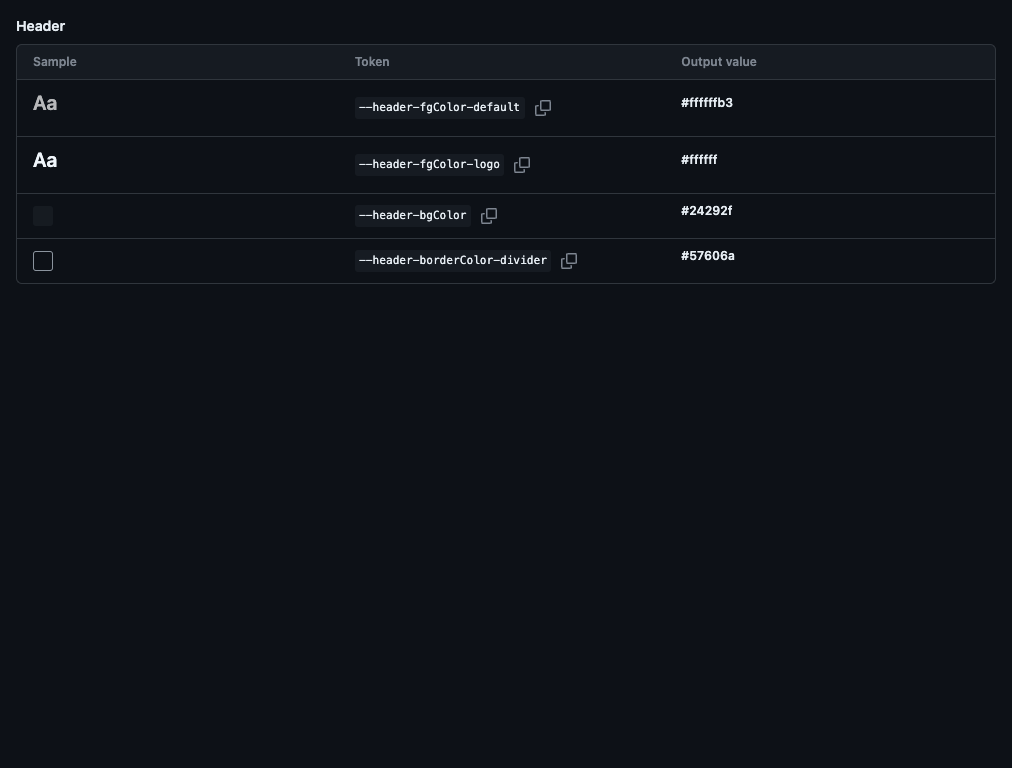 Header
Sample Token Output value
Aa --header-fgColor-default #ffffffb3
Aa --header-fgColor-logo #ffffff
--header-bgColor #24292f
--header-borderColor-divider #57606a